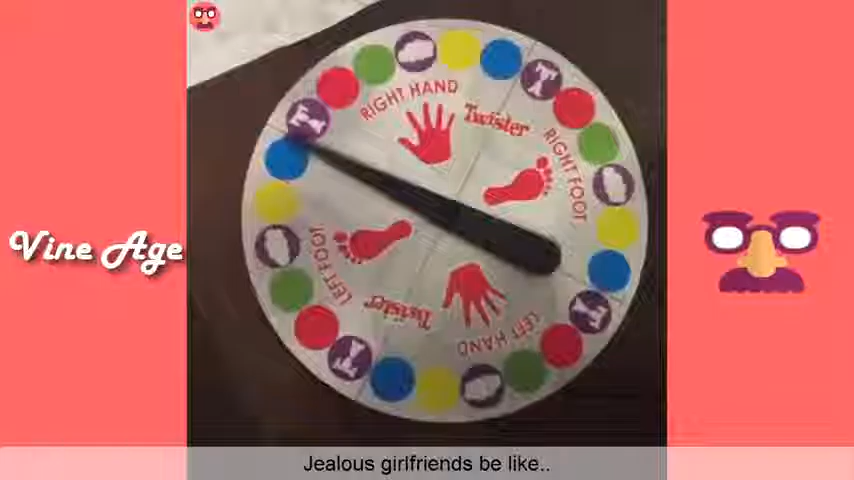 RIGHT HAND
Twister
RIGHT FOOT
Vine Age
LEFT FOOT
Twister
LEFT HAND
Jealous girlfriends be like..